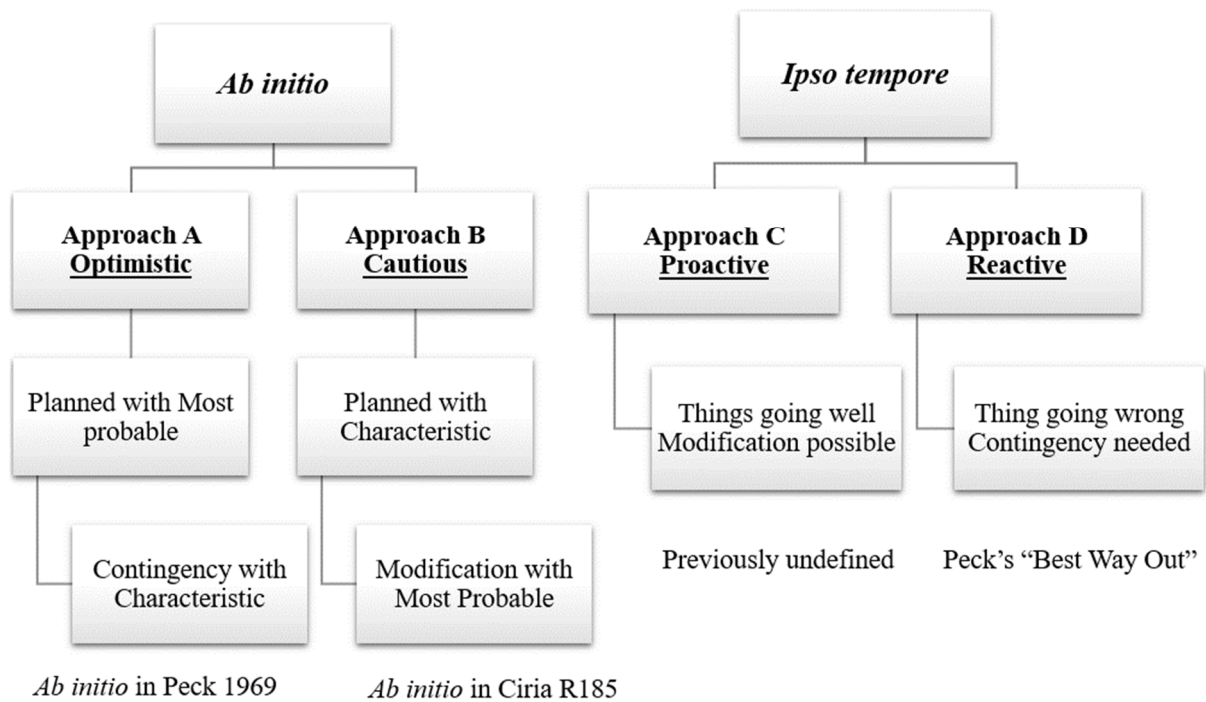 Ab initio
Approach A
Optimistic
Planned with Most
probable
Contingency with
Characteristic
Ab initio in Peck 1969
Approach B
Cautious
Planned with
Characteristic
Modification with
Most Probable
Ab initio in Ciria R185
Ipso tempore
Approach C
Proactive
Things going well
Modification possible
Previously undefined
Approach D
Reactive
Thing going wrong
Contingency needed
Peck’s “Best Way Out”